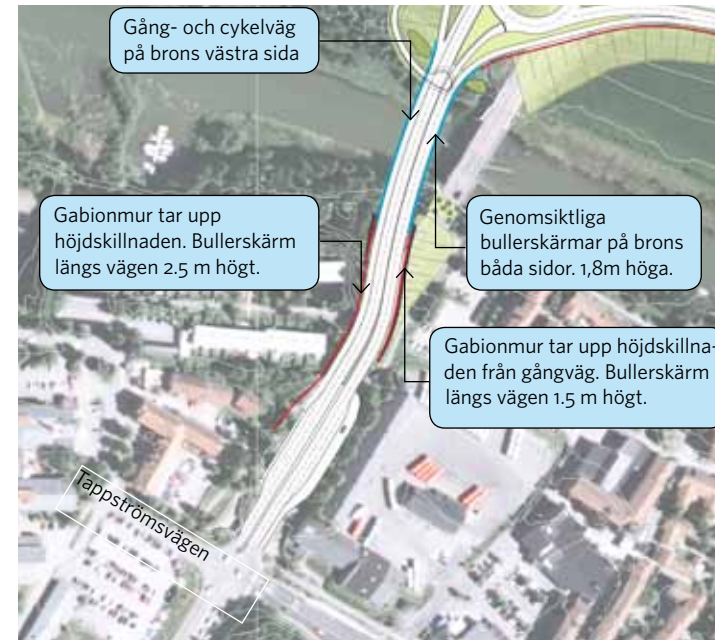 Gång- och cykelväg
på brons västra sida
Gabionmur tar upp
höjdskillnaden. Bullerskärm
längs vägen 2.5 m högt.
Genomsiktliga
bullerskärmar på brons
båda sidor. 1,8m höga.
Gabionmur tar upp höjdskillna-
den från gångväg. Bullerskärm
längs vägen 1.5 m högt.
Tappströmsvägen